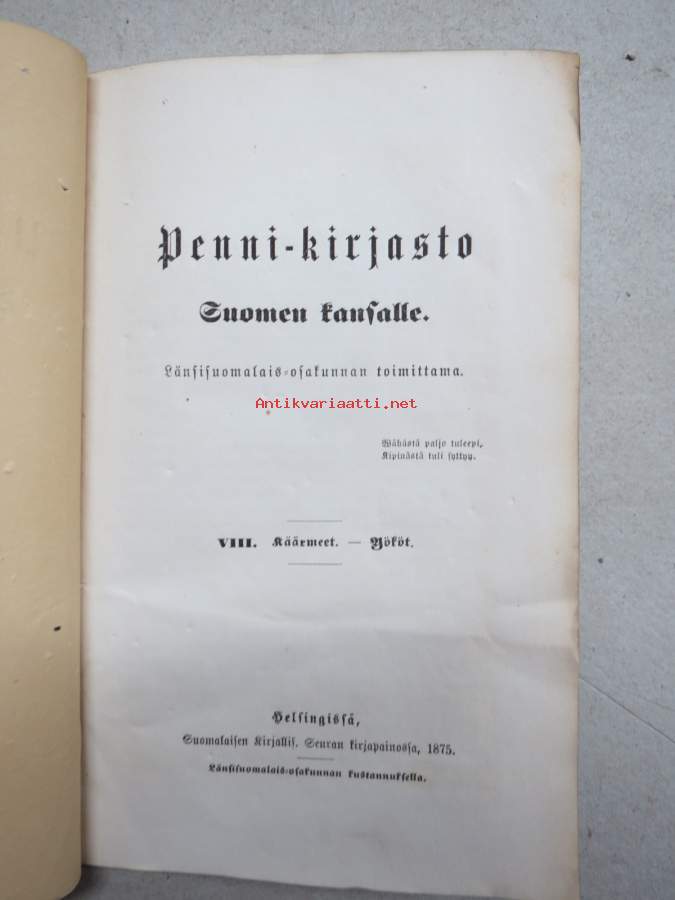 Penni-kirjasto
Suomen kansalle.
Länsisuomalais-osakunnan toimittama.
Antikvariaatti.net
Wähästä paljo tuleepi,
Kipinästä tuli syttyy.
VIII. Käärmeet. — Yököt.
Helsingissä,
Suomalaisen Kirjallis. Seuran kirjapainossa, 1875.
Länsisuomalais-osakunnan kustannuksella.